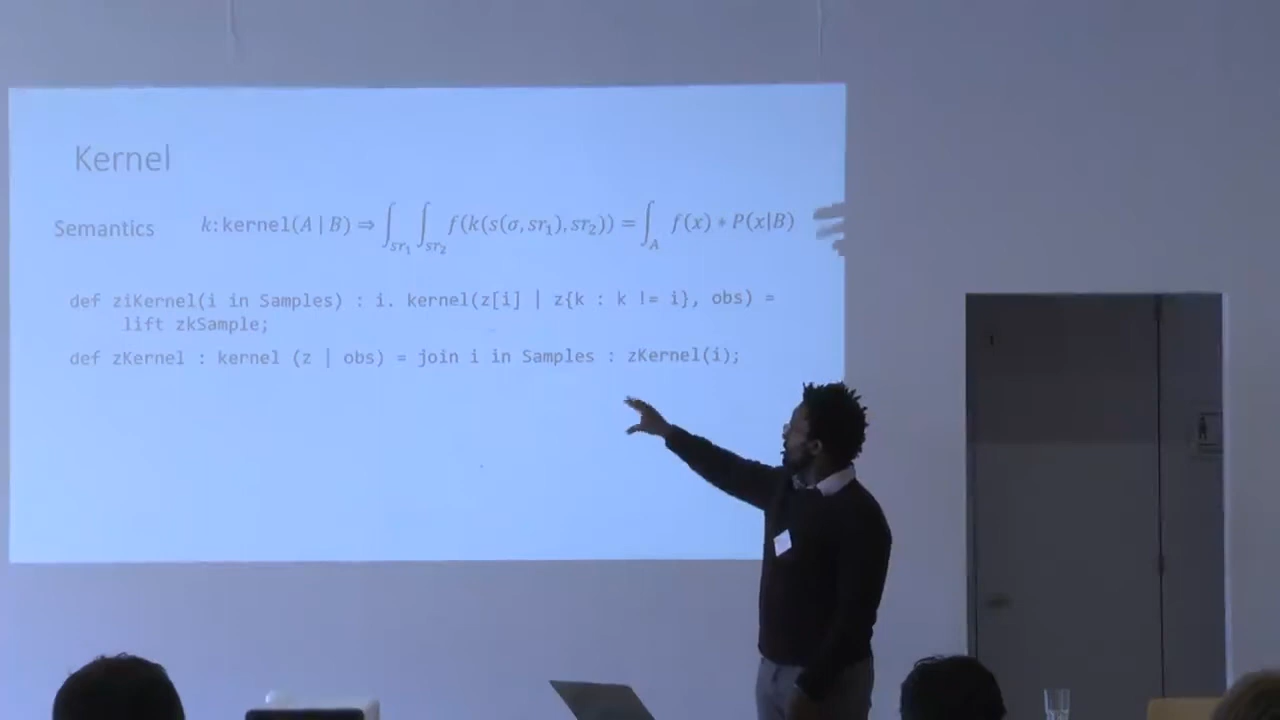 Kernel
Semantics k:kernel(A | B) ⇒ ∫_{sr₁} ∫_{sr₂} f(k(s(σ, sr₁), sr₂)) = ∫_A f(x) * P(x|B)
def ziKernel(i in Samples) : i. kernel(z[i] | z{k : k != i}, obs) =
lift zkSample;
def zKernel : kernel (z | obs) = join i in Samples : zKernel(i);